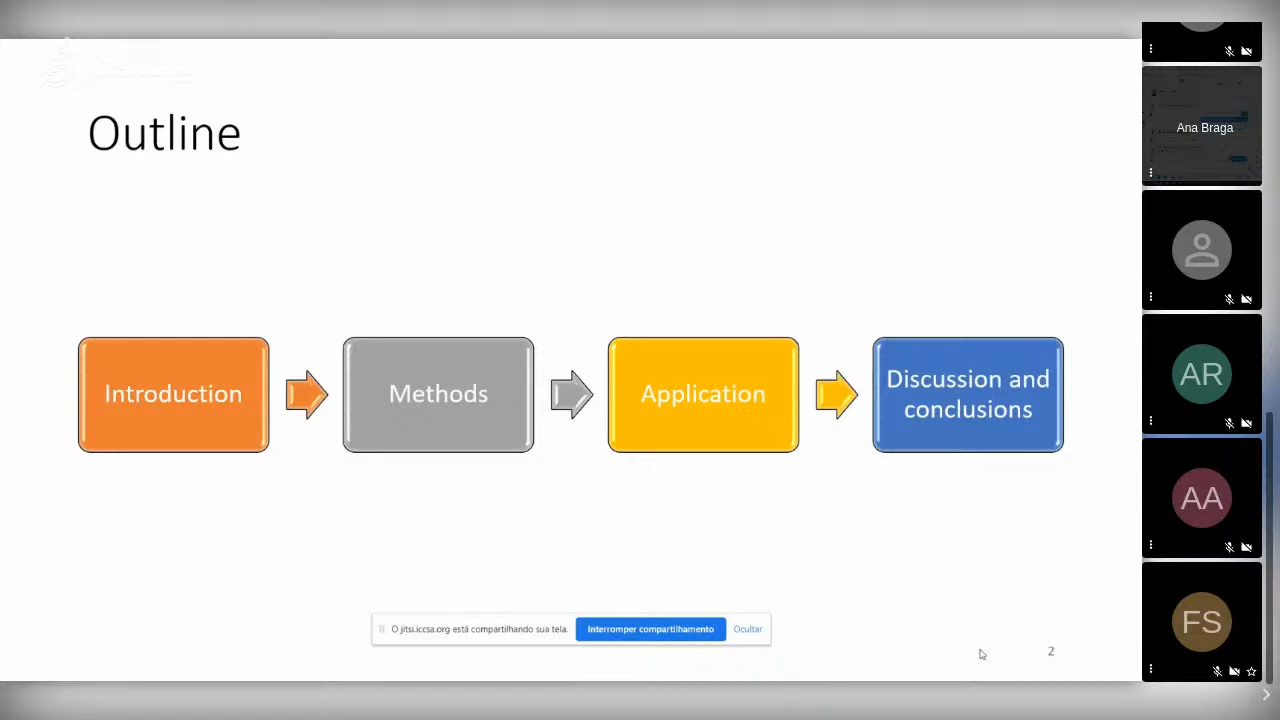 Outline
Introduction
Methods
Application
Discussion and
conclusions
O jitsi.iccsa.org está compartilhando sua tela.
Interromper compartilhamento
Ocultar
2
Ana Braga
AR
AA
FS